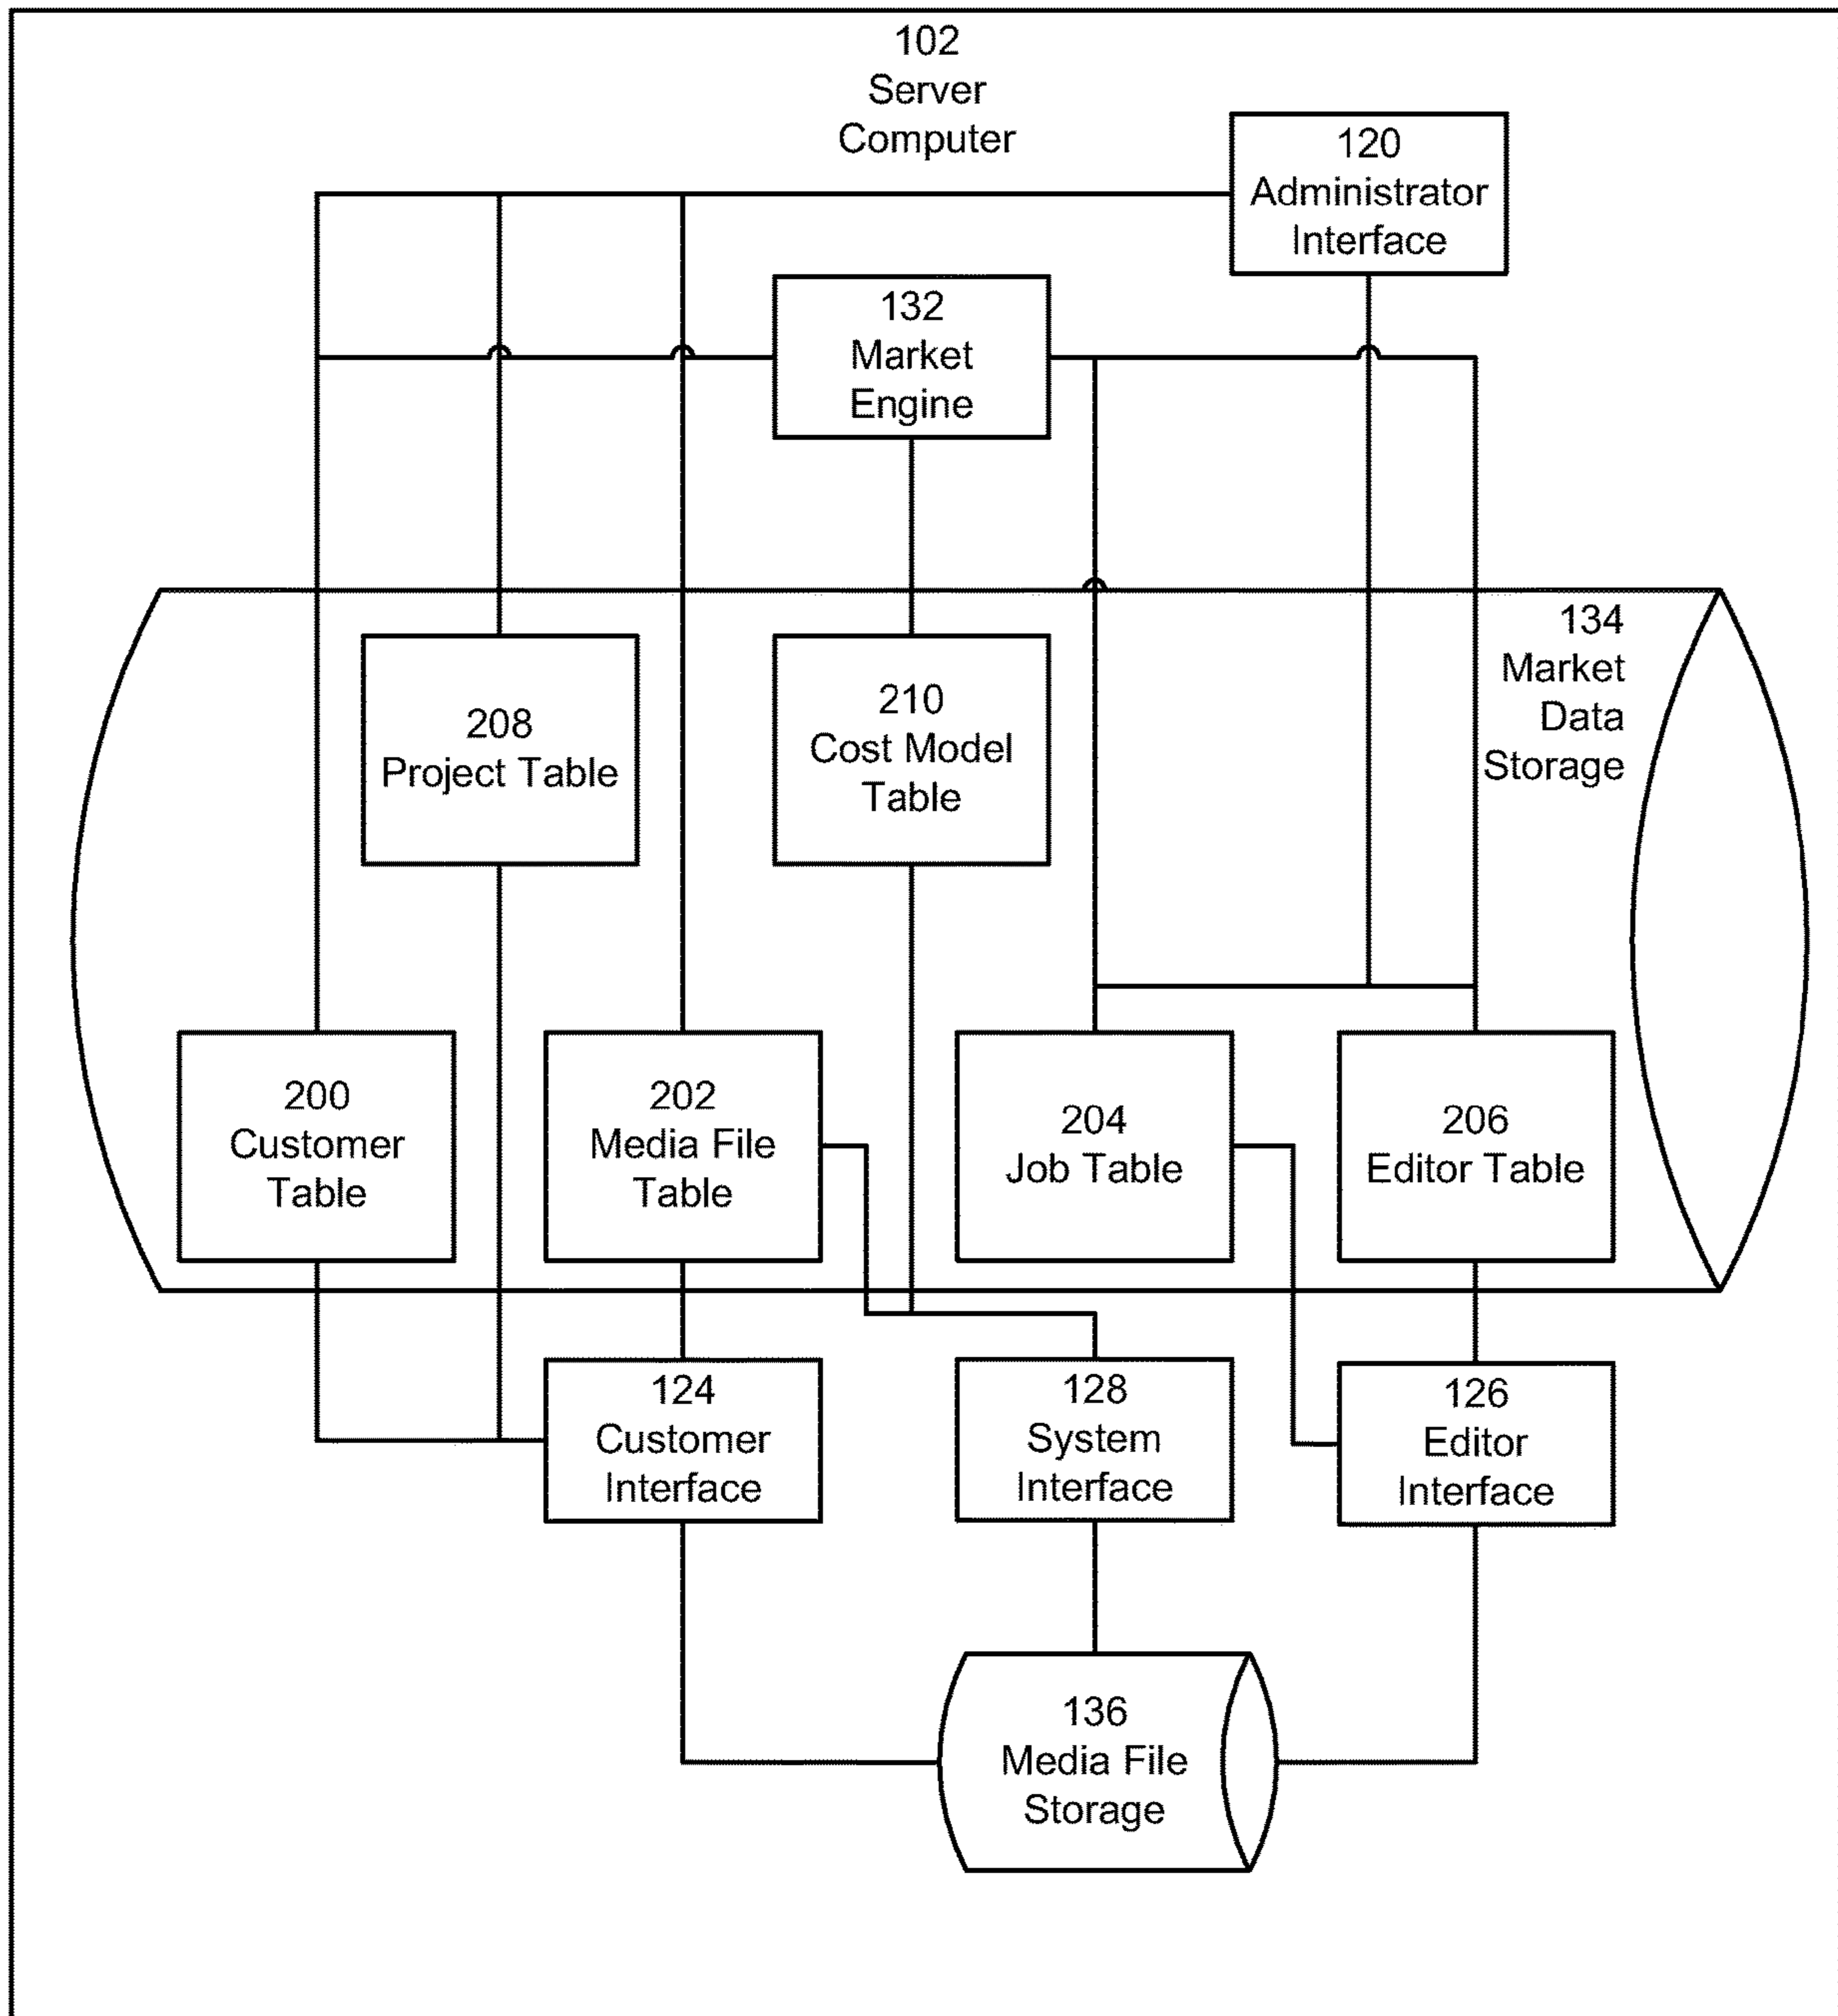 102
Server
Computer
120
Administrator
Interface
132
Market
Engine
134
Market
Data
Storage
208
Project Table
210
Cost Model
Table
200
Customer
Table
202
Media File
Table
204
Job Table
206
Editor Table
124
Customer
Interface
128
System
Interface
126
Editor
Interface
136
Media File
Storage